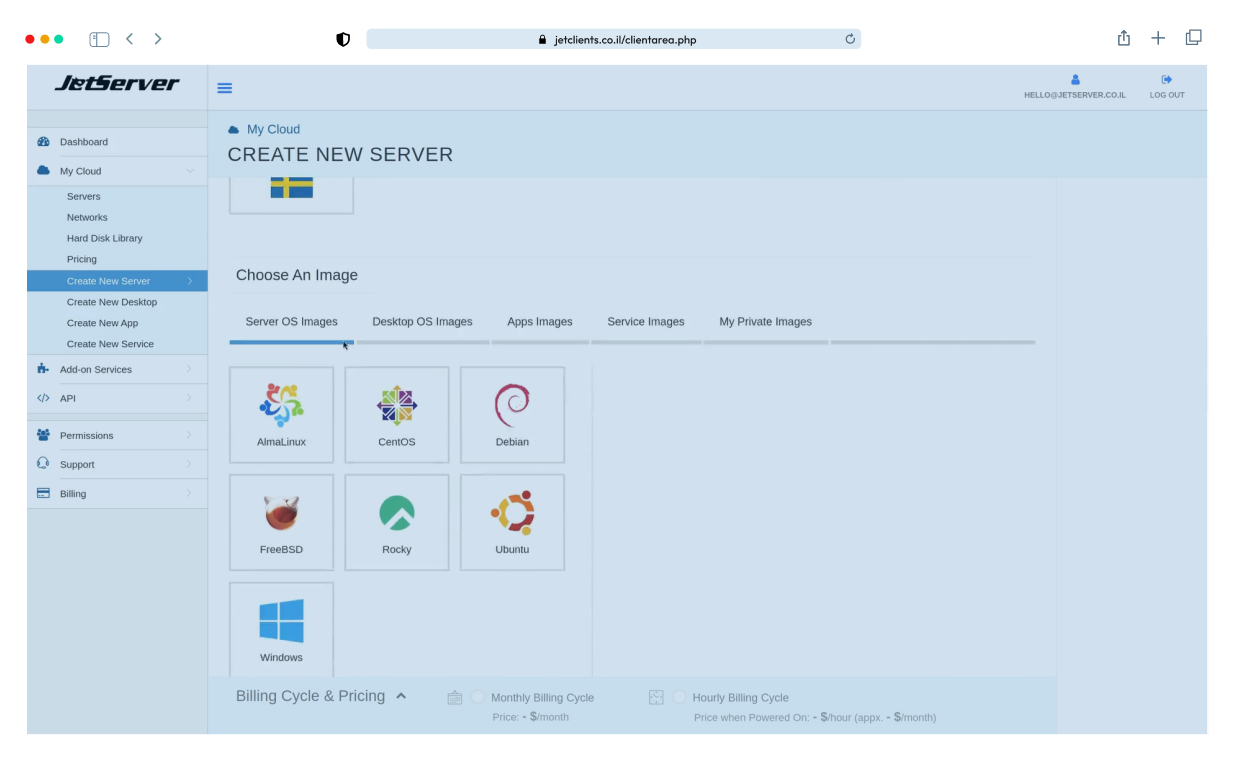 jetclients.co.il/clientarea.php
JetServer
HELLO@JETSERVER.CO.IL
LOG OUT
Dashboard
My Cloud
Servers
Networks
Hard Disk Library
Pricing
Create New Server
Create New Desktop
Create New App
Create New Service
Add-on Services
</> API
Permissions
Support
Billing
My Cloud
CREATE NEW SERVER
Choose An Image
Server OS Images
Desktop OS Images
Apps Images
Service Images
My Private Images
AlmaLinux
CentOS
Debian
FreeBSD
Rocky
Ubuntu
Windows
Billing Cycle & Pricing
Monthly Billing Cycle
Price: - $/month
Hourly Billing Cycle
Price when Powered On: - $/hour (appx. - $/month)